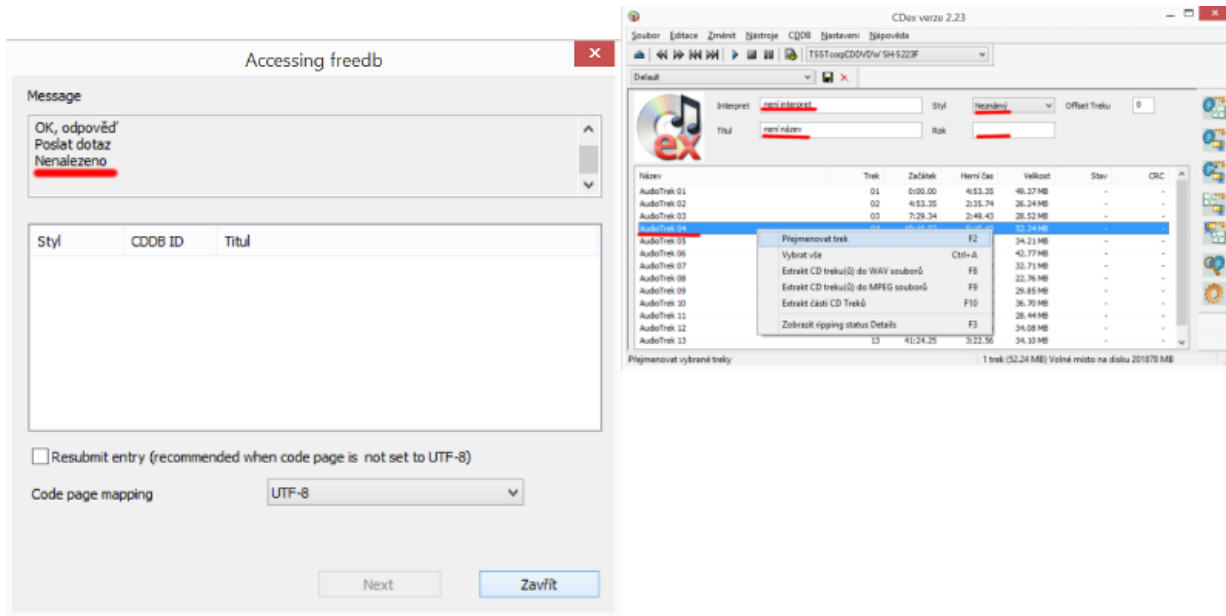 Accessing freedb
Message
OK, odpověď
Poslat dotaz
Nenalezeno
Styl CDDB ID Titul
Resubmit entry (recommended when code page is not set to UTF-8)
Code page mapping UTF-8
Next Zavřít
CDex verze 2.23
Soubor Editace Změnit Nástroje CDDB Nastavení Nápověda
Default
Interpret není interpret Styl Neznámý Offset Treku 0
Titul není název Rok
Název Trek Začátek Herní čas Velikost Stav CRC
AudioTrek 01 01 0:00.00 4:53.35 49.37 MB - -
AudioTrek 02 02 4:53.35 2:35.74 26.24 MB - -
AudioTrek 03 03 7:29.34 2:49.43 28.52 MB - -
AudioTrek 04 52.24 MB - -
AudioTrek 05 34.21 MB - -
AudioTrek 06 42.77 MB - -
AudioTrek 07 32.71 MB - -
AudioTrek 08 22.76 MB - -
AudioTrek 09 29.85 MB - -
AudioTrek 10 36.70 MB - -
AudioTrek 11 28.44 MB - -
AudioTrek 12 34.08 MB - -
AudioTrek 13 13 41:24.25 3:22.56 34.10 MB - -
Přejmenovat trek F2
Vybrat vše Ctrl+A
Extrakt CD treku(ů) do WAV souborů F8
Extrakt CD treku(ů) do MPEG souborů F9
Extrakt části CD Treků F10
Zobrazit ripping status Details F3
Přejmenovat vybrané treky 1 trek (52.24 MB) Volné místo na disku 201878 MB